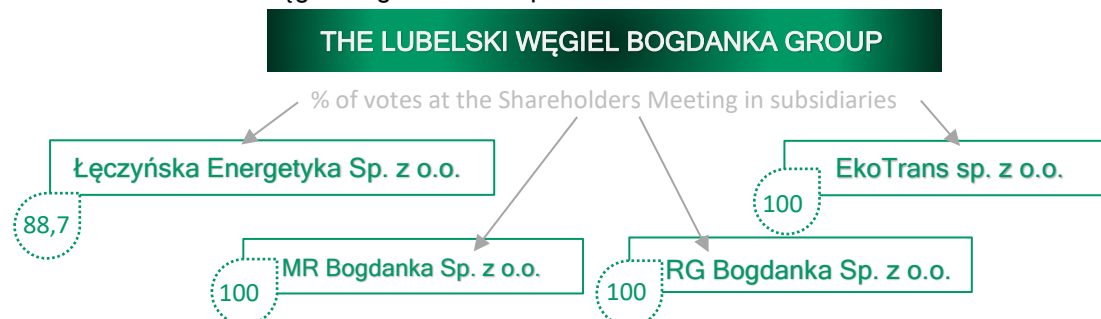 THE LUBELSKI WĘGIEL BOGDANKA GROUP
% of votes at the Shareholders Meeting in subsidiaries
Łęczyńska Energetyka Sp. z o.o.
88,7
EkoTrans sp. z o.o.
100
MR Bogdanka Sp. z o.o.
100
RG Bogdanka Sp. z o.o.
100